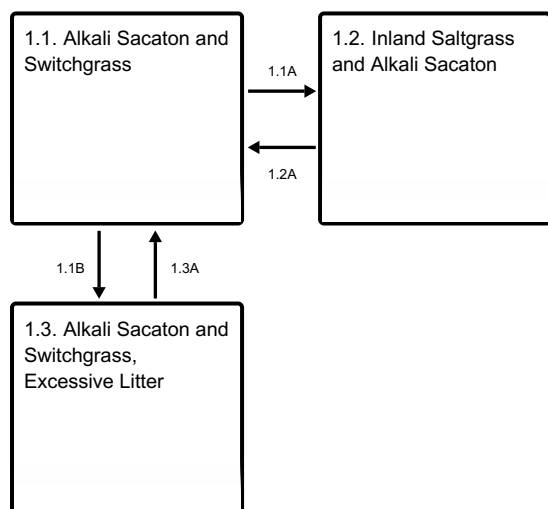 1.1. Alkali Sacaton and
Switchgrass
1.1A
1.2. Inland Saltgrass
and Alkali Sacaton
1.2A
1.1B
1.3A
1.3. Alkali Sacaton and
Switchgrass,
Excessive Litter